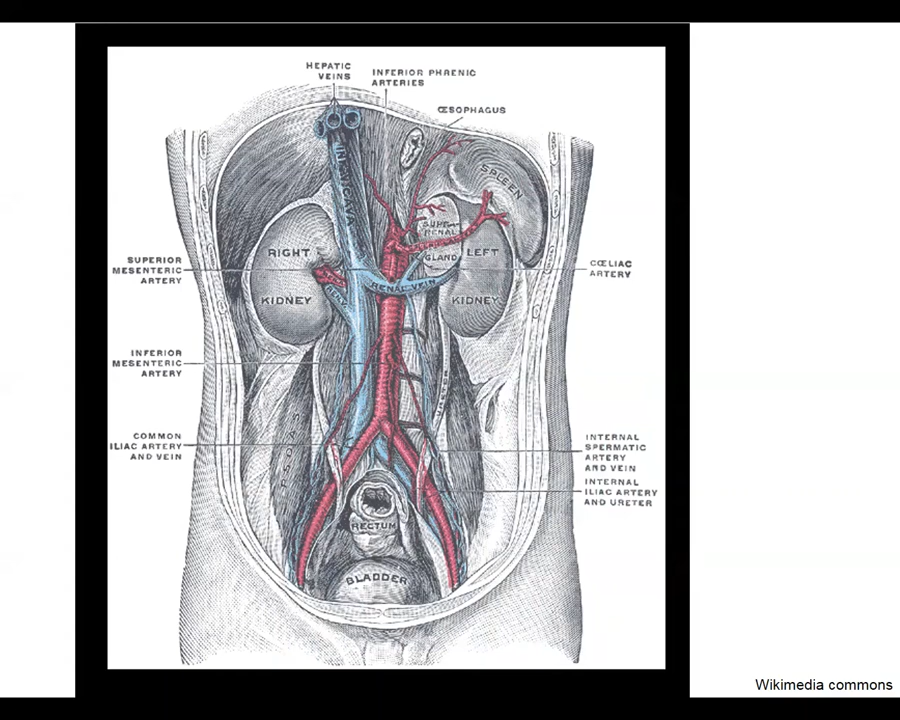 HEPATIC
VEINS
INFERIOR PHRENIC
ARTERIES
ŒSOPHAGUS
SPLEEN
SUPRA
RENAL
GLAND
RIGHT
KIDNEY
LEFT
KIDNEY
RENAL VEIN
SUPERIOR
MESENTERIC
ARTERY
CŒLIAC
ARTERY
INFERIOR
MESENTERIC
ARTERY
URETER
PSOAS
COMMON
ILIAC ARTERY
AND VEIN
INTERNAL
SPERMATIC
ARTERY
AND VEIN
INTERNAL
ILIAC ARTERY
AND URETER
RECTUM
BLADDER
Wikimedia commons